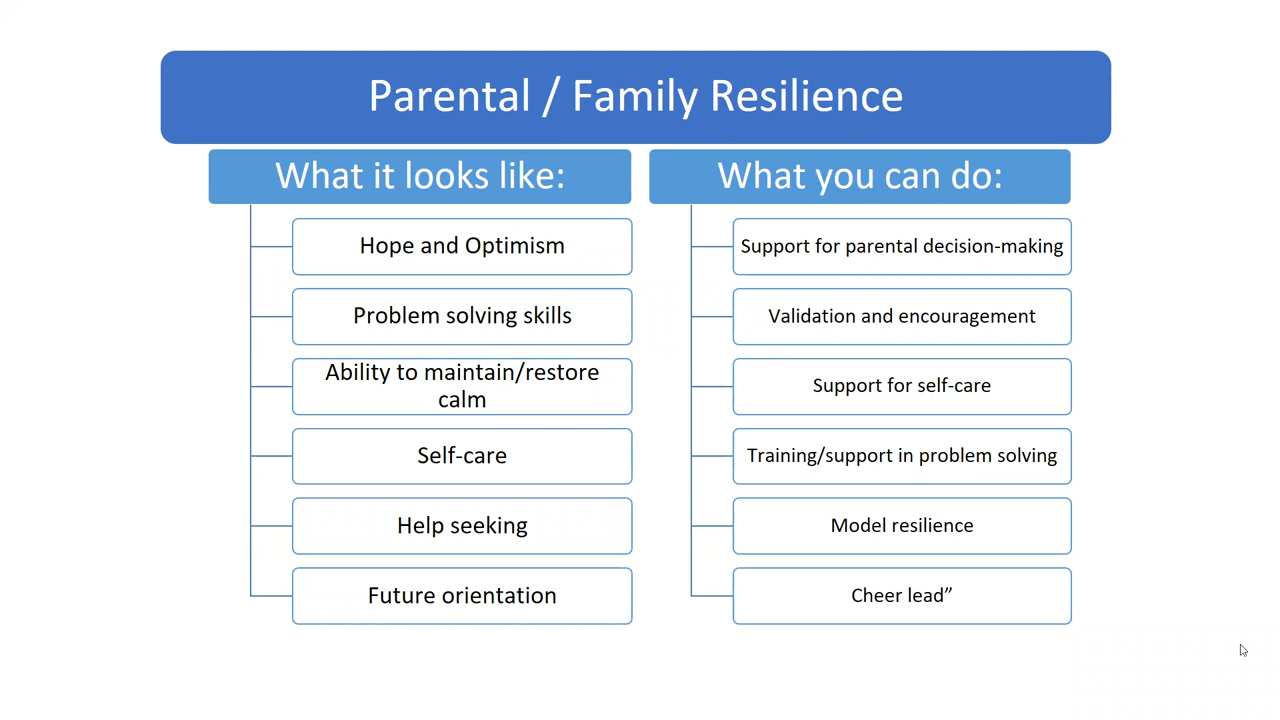 Parental / Family Resilience
What it looks like:
Hope and Optimism
Problem solving skills
Ability to maintain/restore
calm
Self-care
Help seeking
Future orientation
What you can do:
Support for parental decision-making
Validation and encouragement
Support for self-care
Training/support in problem solving
Model resilience
Cheer lead”